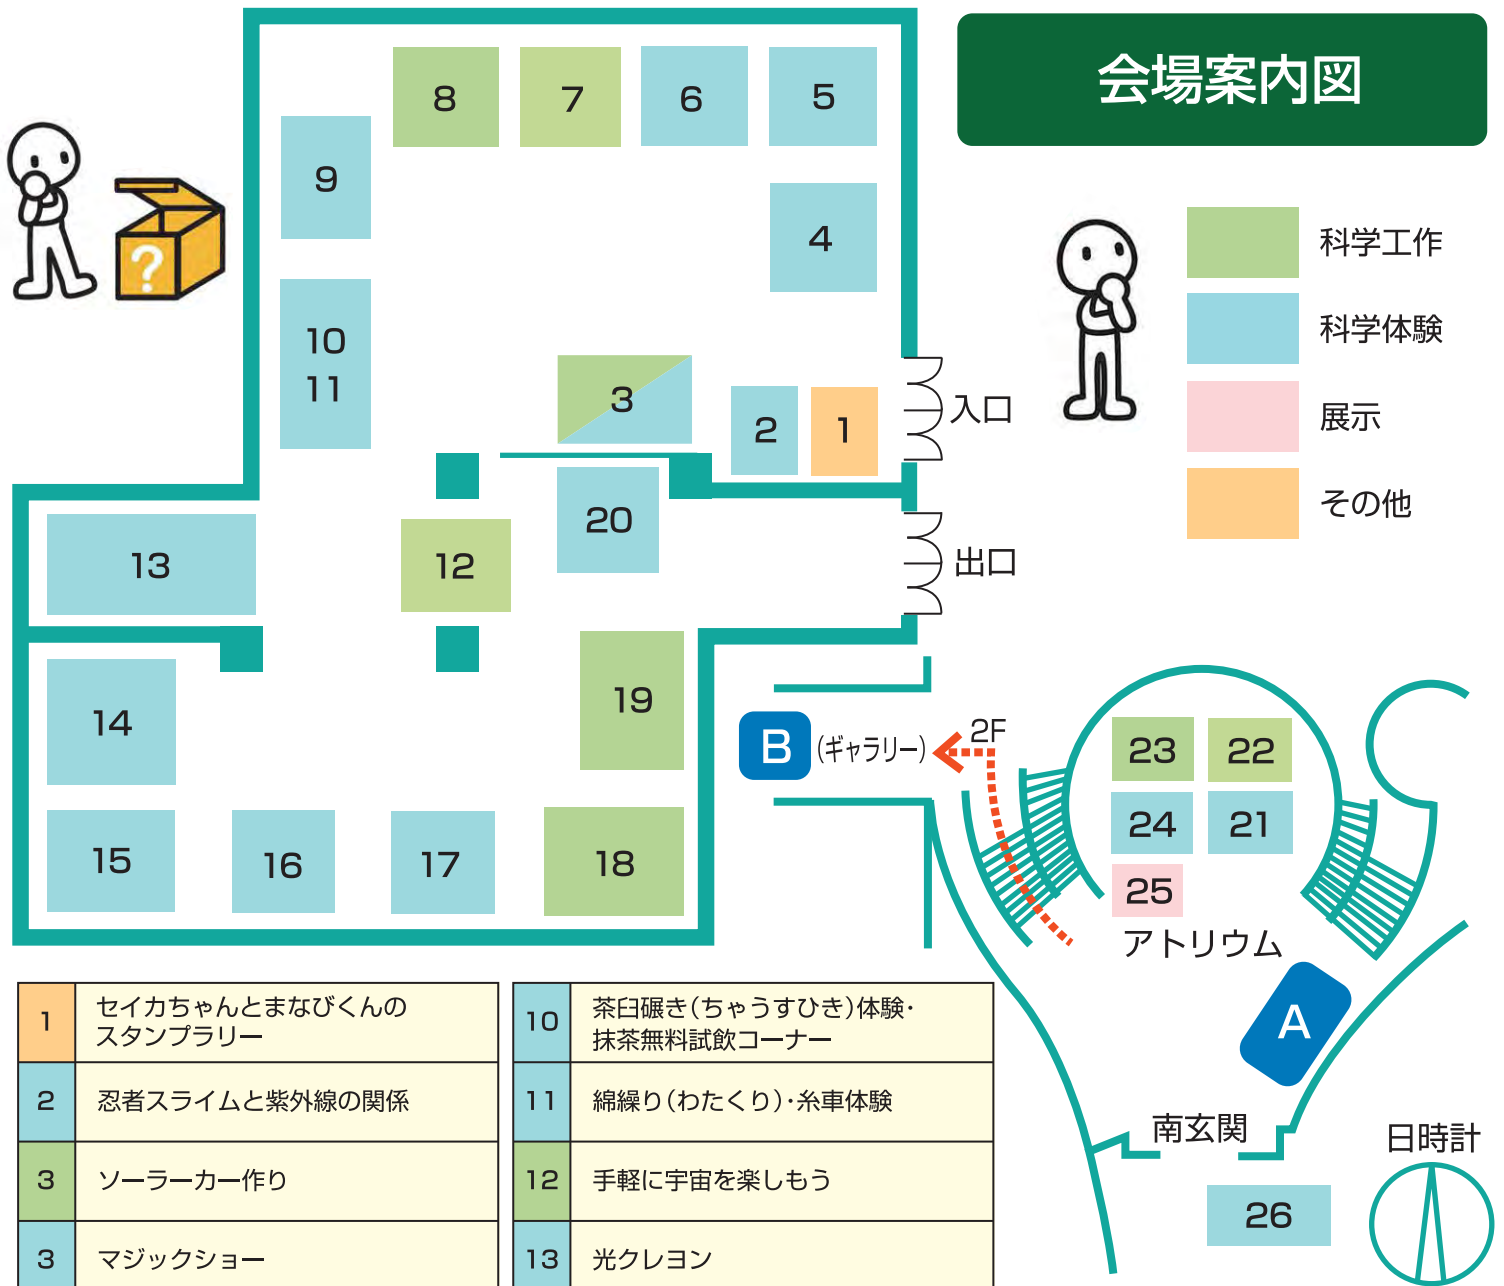 会場案内図
8
7
6
5
9
4
?
10
11
3
2
1
入口
20
13
12
出口
14
19
15
16
17
18
科学工作
科学体験
展示
その他
B
(ギャラリー)
2F
23
22
24
21
25
アトリウム
A
南玄関
日時計
26
1
セイカちゃんとまなびくんの
スタンプラリー
2
忍者スライムと紫外線の関係
3
ソーラーカー作り
3
マジックショー
10
茶臼碾き(ちゃうすひき)体験・
抹茶無料試飲コーナー
11
綿繰り(わたくり)・糸車体験
12
手軽に宇宙を楽しもう
13
光クレヨン